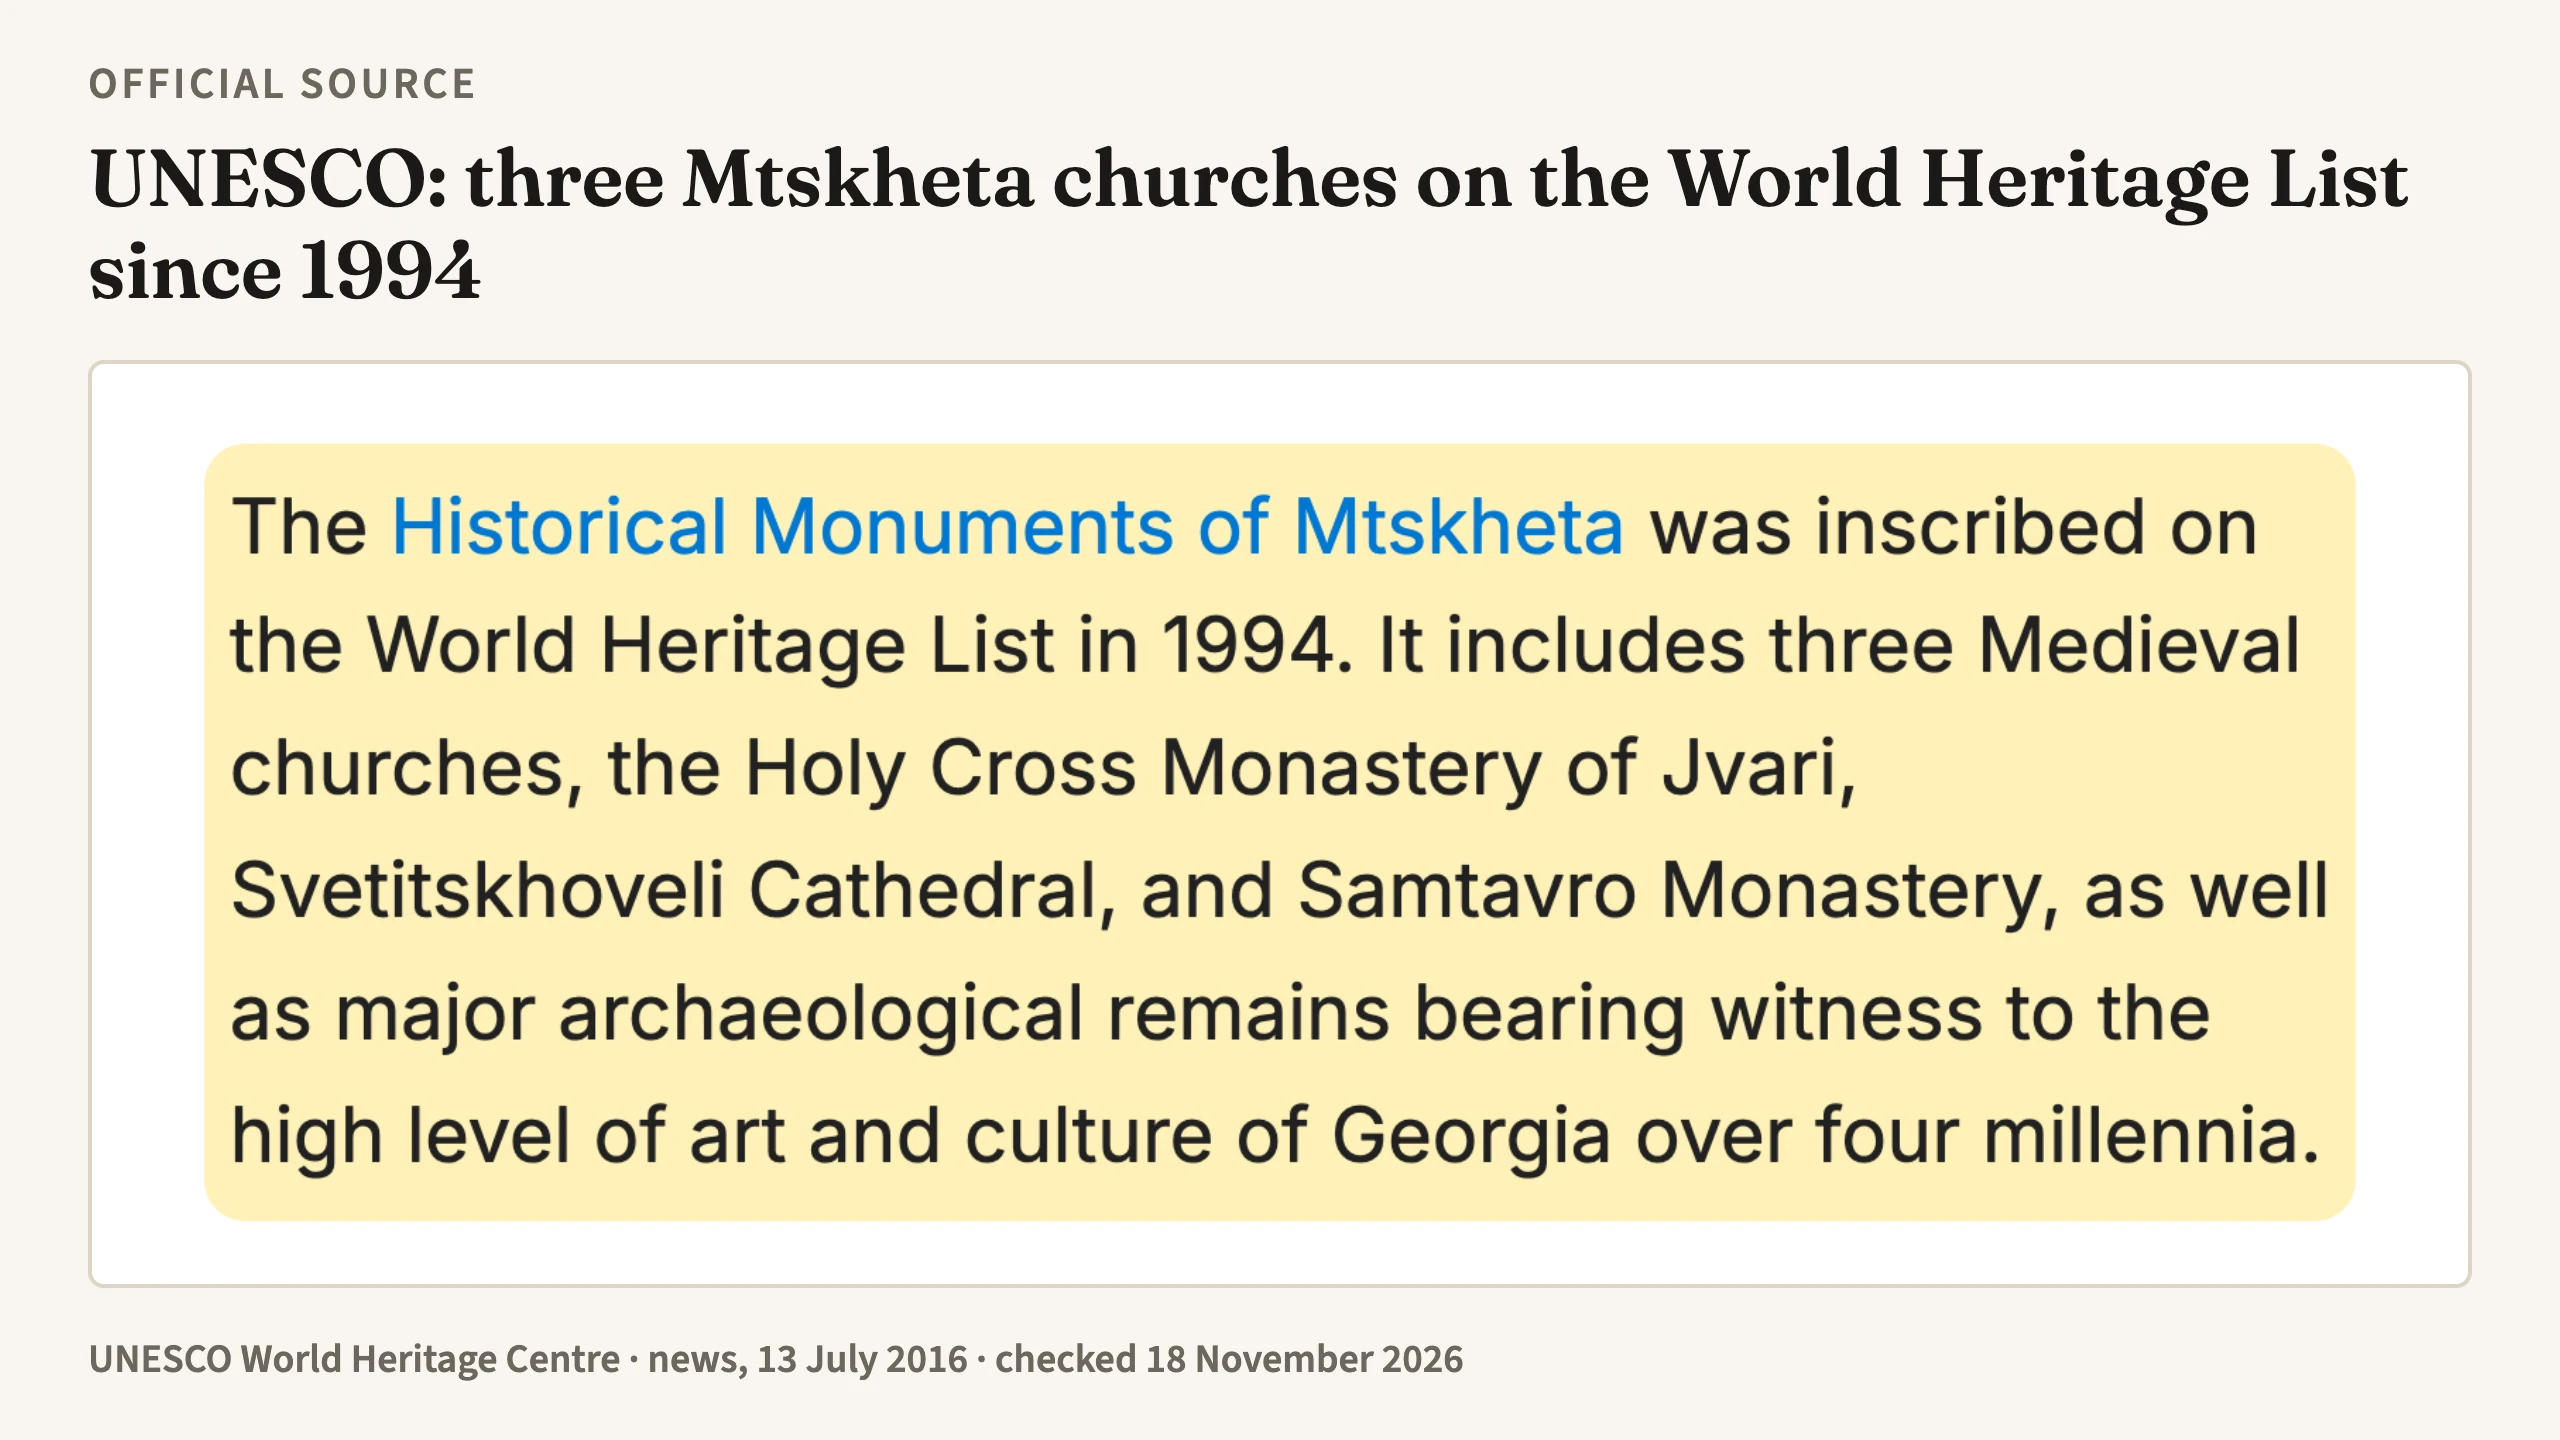 OFFICIAL SOURCE
UNESCO: three Mtskheta churches on the World Heritage List
since 1994
The Historical Monuments of Mtskheta was inscribed on
the World Heritage List in 1994. It includes three Medieval
churches, the Holy Cross Monastery of Jvari,
Svetitskhoveli Cathedral, and Samtavro Monastery, as well
as major archaeological remains bearing witness to the
high level of art and culture of Georgia over four millennia.
UNESCO World Heritage Centre · news, 13 July 2016 · checked 18 November 2026